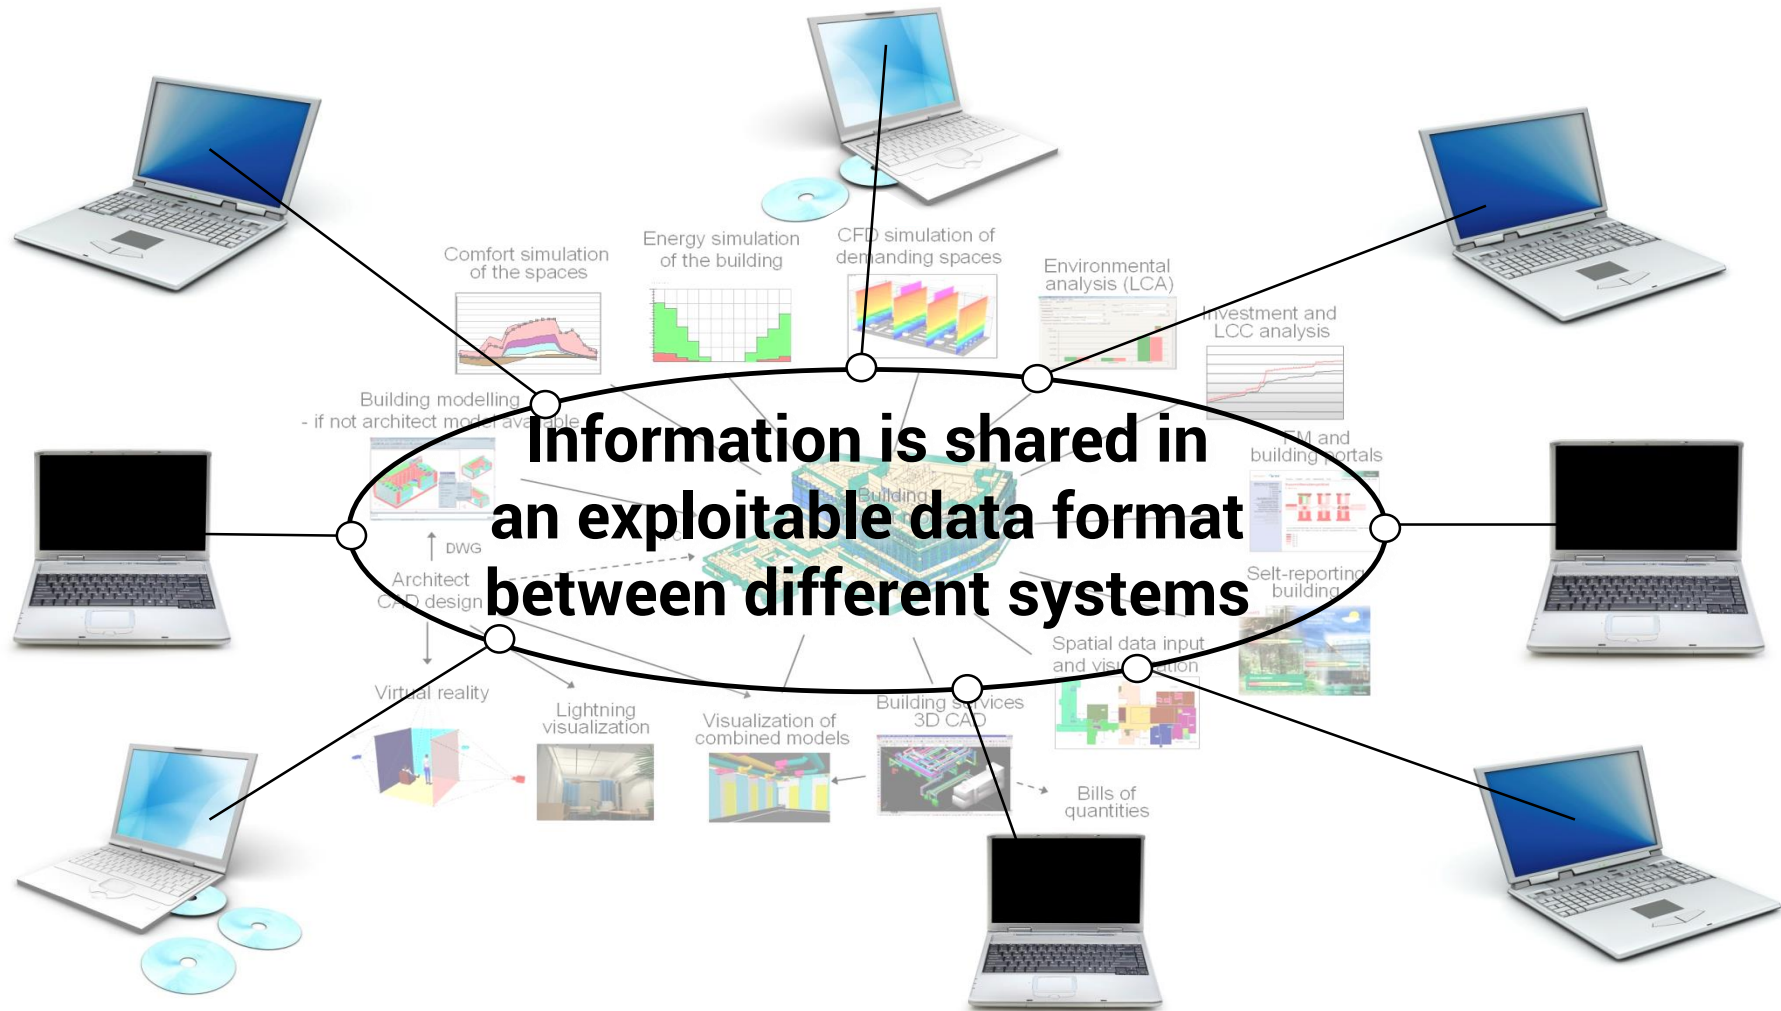 Comfort simulation
of the spaces
Energy simulation
of the building
CFD simulation of
demanding spaces
Environmental
analysis (LCA)
Investment and
LCC analysis
Building modelling
- if not architect model available
Information is shared in
an exploitable data format
between different systems
FM and
building portals
Building
DWG
Architect
CAD design
Self-reporting
building
Spatial data input
and visualization
Virtual reality
Lightning
visualization
Visualization of
combined models
Building services
3D CAD
Bills of
quantities